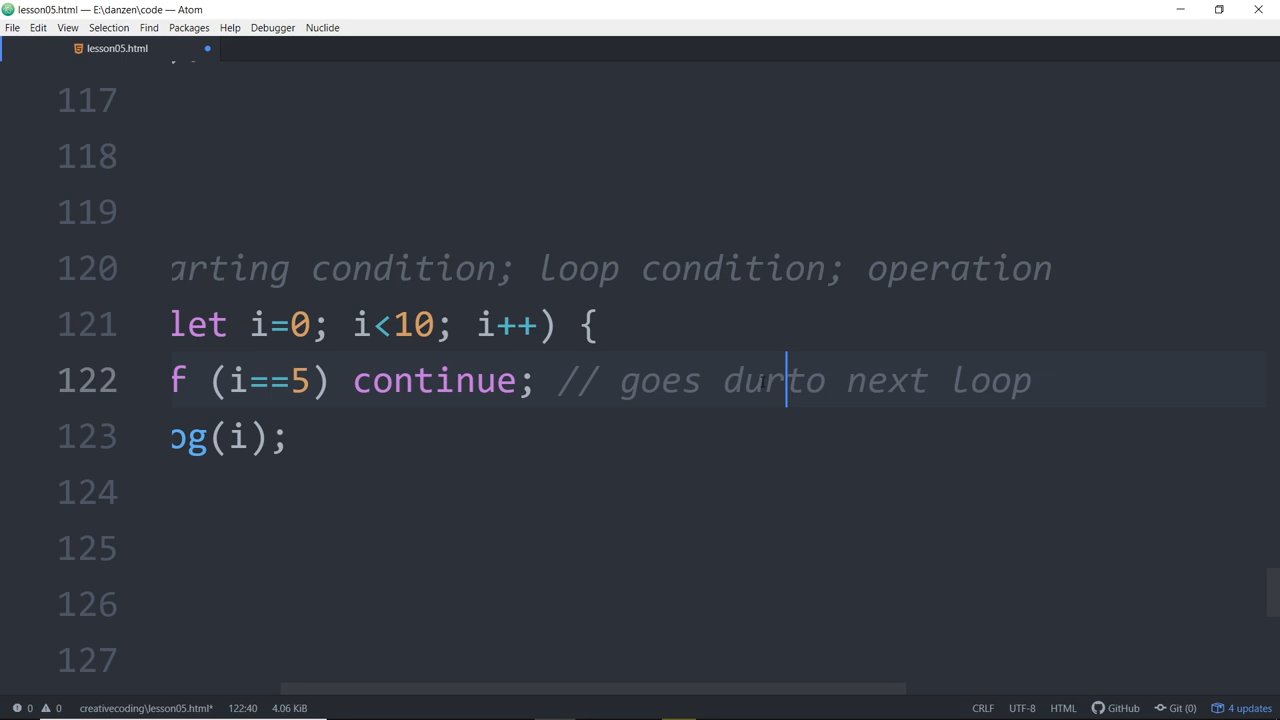 lesson05.html — E:\danzen\code — Atom
File Edit View Selection Find Packages Help Debugger Nuclide
lesson05.html
117
118
119
120 arting condition; loop condition; operation
121 let i=0; i<10; i++) {
122 f (i==5) continue; // goes durto next loop
123 og(i);
124
125
126
127
0 0 creativecoding\lesson05.html* 122:40 4.06 KiB CRLF UTF-8 HTML GitHub Git (0) 4 updates